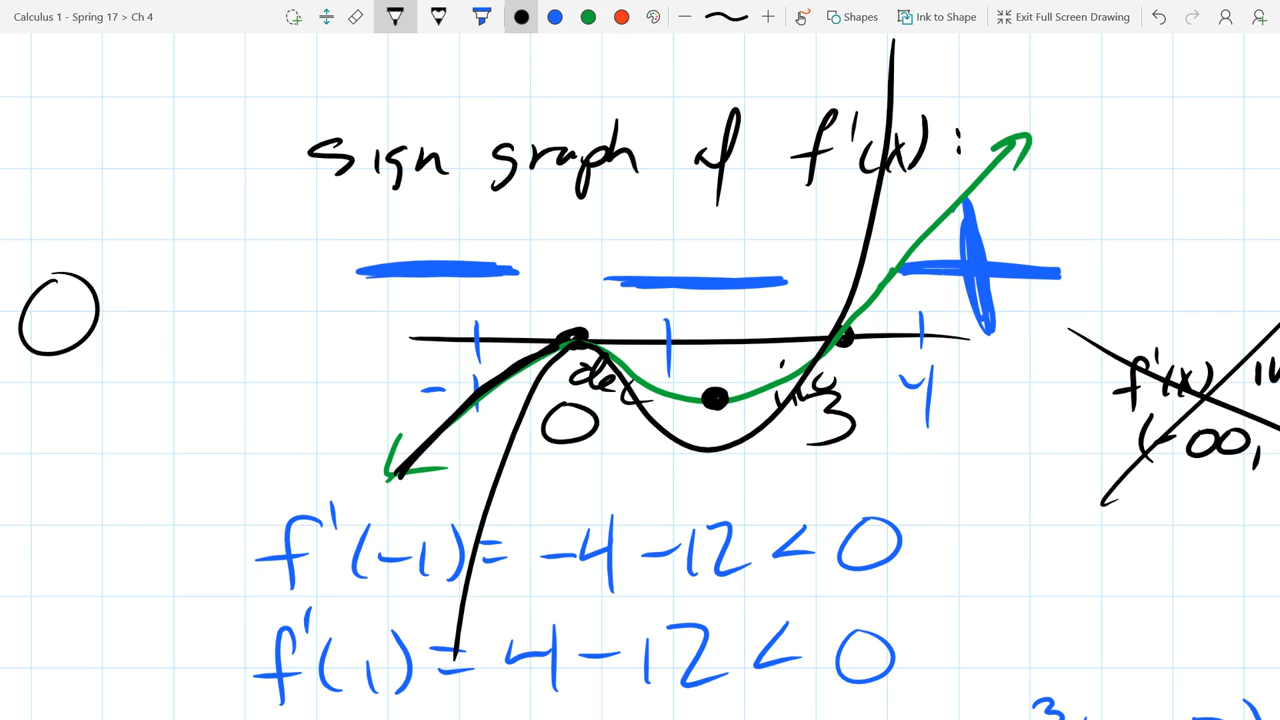 Calculus 1 - Spring 17 > Ch 4
Shapes
Ink to Shape
Exit Full Screen Drawing
sign graph of f'(x) :
0
dec
inc
-1
0
3
4
f'(x)
(-∞,
f'(-1) = -4 - 12 < 0
f'(1) = 4 - 12 < 0